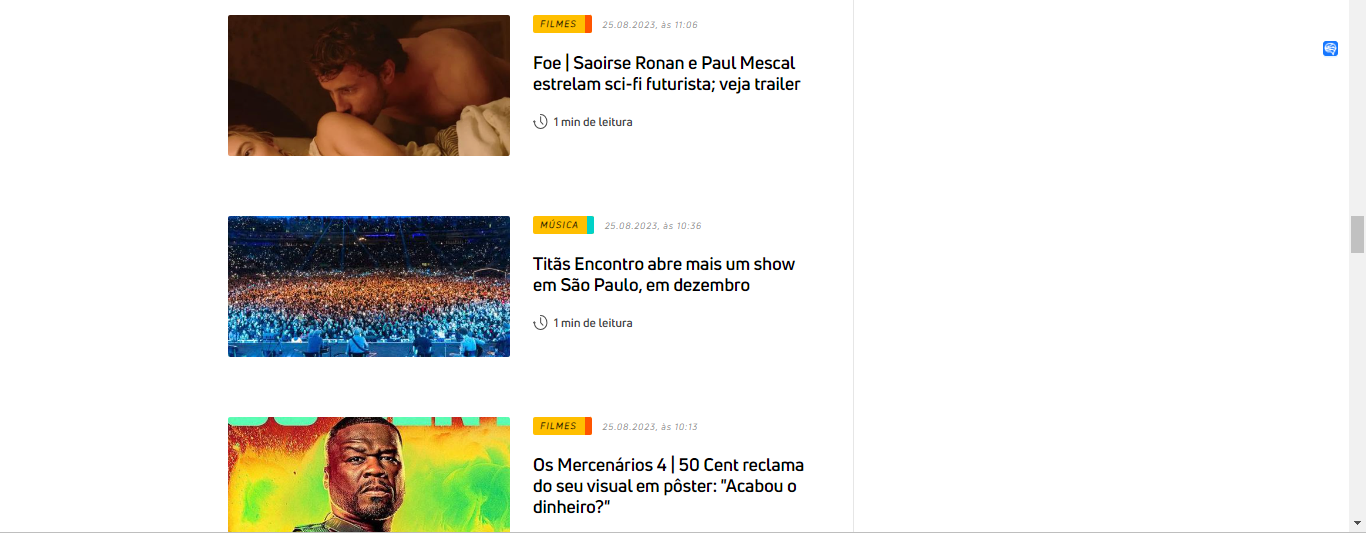 FILMES 25.08.2023, às 11:06
Foe | Saoirse Ronan e Paul Mescal
estrelam sci-fi futurista; veja trailer
1 min de leitura
MÚSICA 25.08.2023, às 10:36
Titãs Encontro abre mais um show
em São Paulo, em dezembro
1 min de leitura
FILMES 25.08.2023, às 10:13
Os Mercenários 4 | 50 Cent reclama
do seu visual em pôster: "Acabou o
dinheiro?"